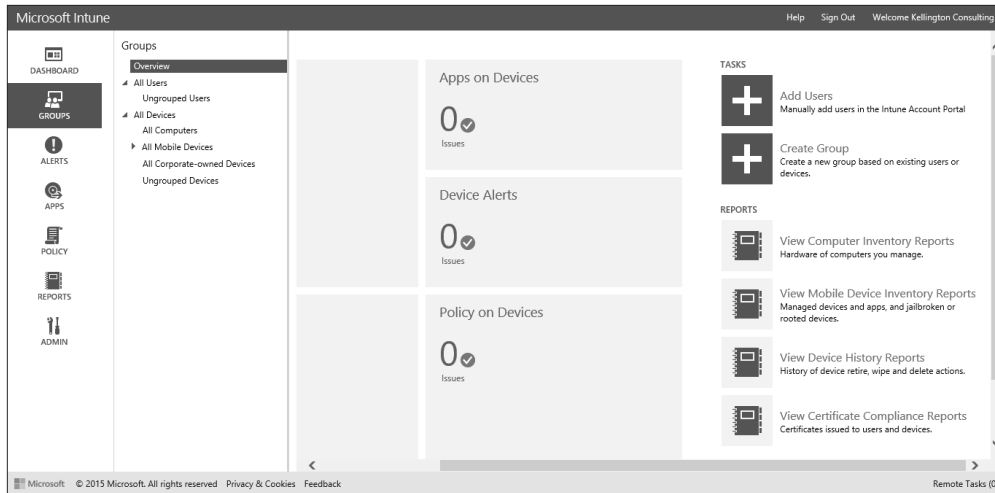 Microsoft Intune
Help Sign Out Welcome Kellington Consulting
DASHBOARD
GROUPS
ALERTS
APPS
POLICY
REPORTS
ADMIN
Groups
Overview
All Users
Ungrouped Users
All Devices
All Computers
All Mobile Devices
All Corporate-owned Devices
Ungrouped Devices
Apps on Devices
0
Issues
Device Alerts
0
Issues
Policy on Devices
0
Issues
TASKS
Add Users
Manually add users in the Intune Account Portal
Create Group
Create a new group based on existing users or
devices.
REPORTS
View Computer Inventory Reports
Hardware of computers you manage.
View Mobile Device Inventory Reports
Managed devices and apps, and jailbroken or
rooted devices.
View Device History Reports
History of device retire, wipe and delete actions.
View Certificate Compliance Reports
Certificates issued to users and devices.
Microsoft © 2015 Microsoft. All rights reserved Privacy & Cookies Feedback
Remote Tasks (0